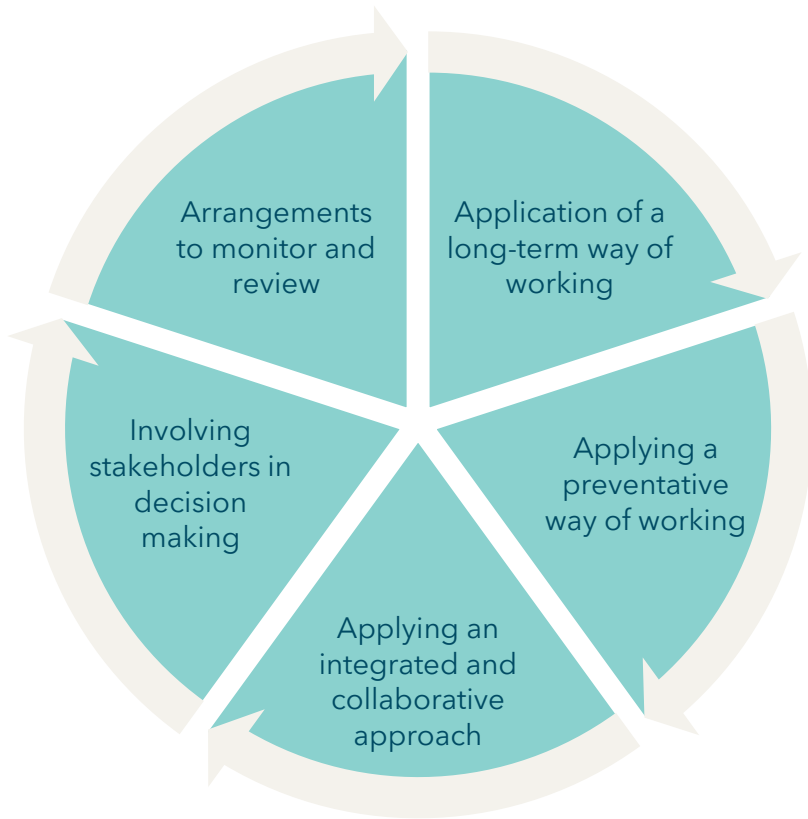 Arrangements
to monitor and
review
Application of a
long-term way of
working
Applying a
preventative
way of working
Applying an
integrated and
collaborative
approach
Involving
stakeholders in
decision
making